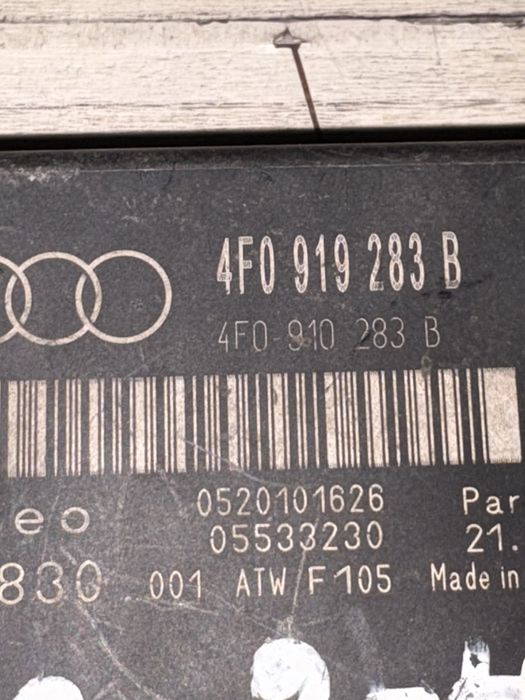 4F0 919 283 B
4F0 910 283 B
eo 0520101626 Par
05533230 21.
830 001 ATW F105 Made in